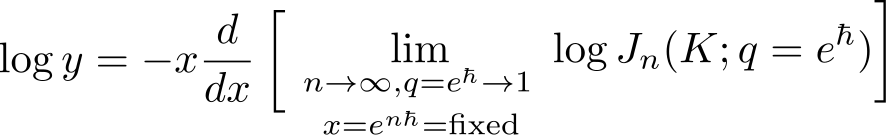 log y = −x d/dx [ lim_{n→∞,q=e^ℏ→1 x=e^{nℏ}=fixed} log J_n(K; q = e^ℏ) ]